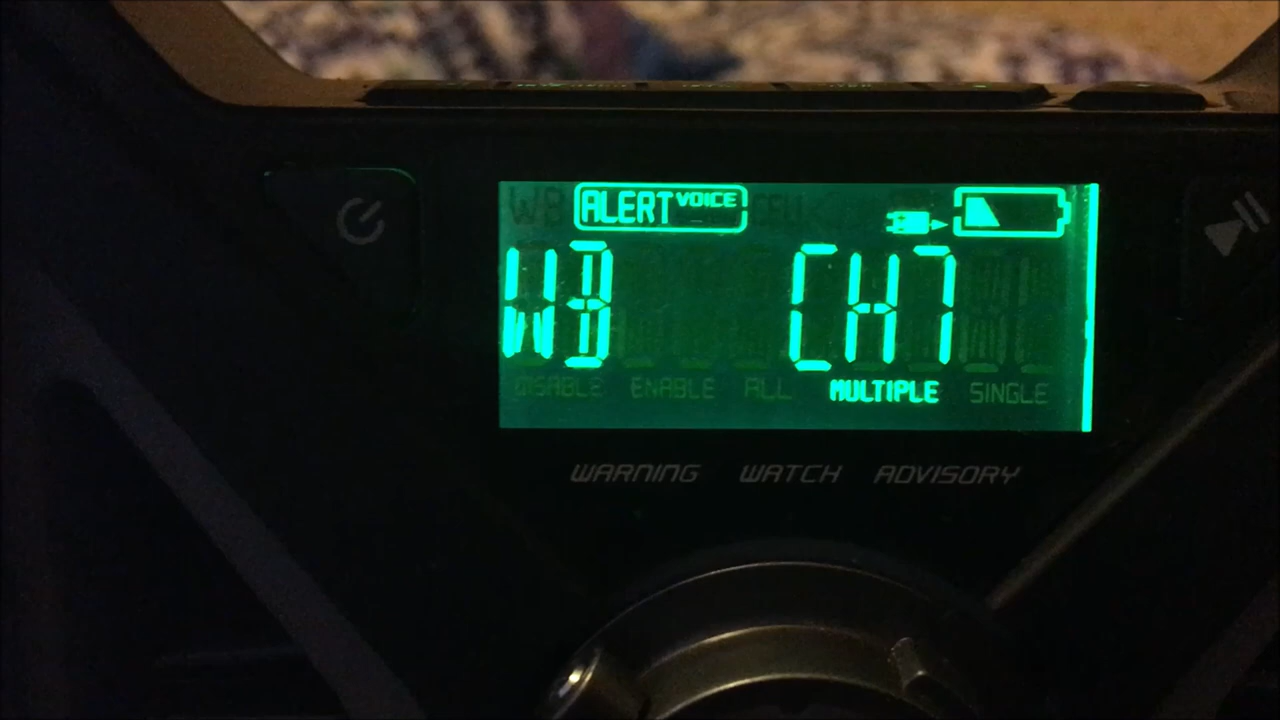 ALERT VOICE
WB CH7
DISABLE ENABLE ALL MULTIPLE SINGLE
WARNING WATCH ADVISORY